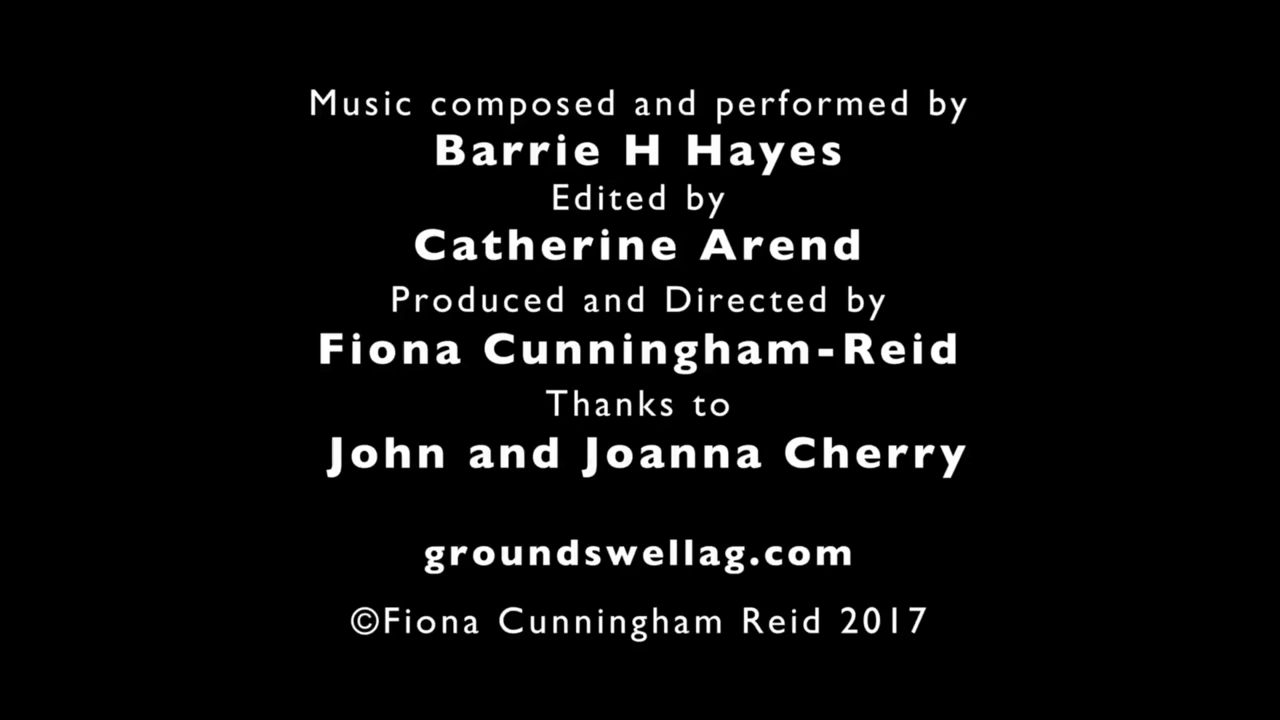 Music composed and performed by
Barrie H Hayes
Edited by
Catherine Arend
Produced and Directed by
Fiona Cunningham-Reid
Thanks to
John and Joanna Cherry
groundswellag.com
©Fiona Cunningham Reid 2017